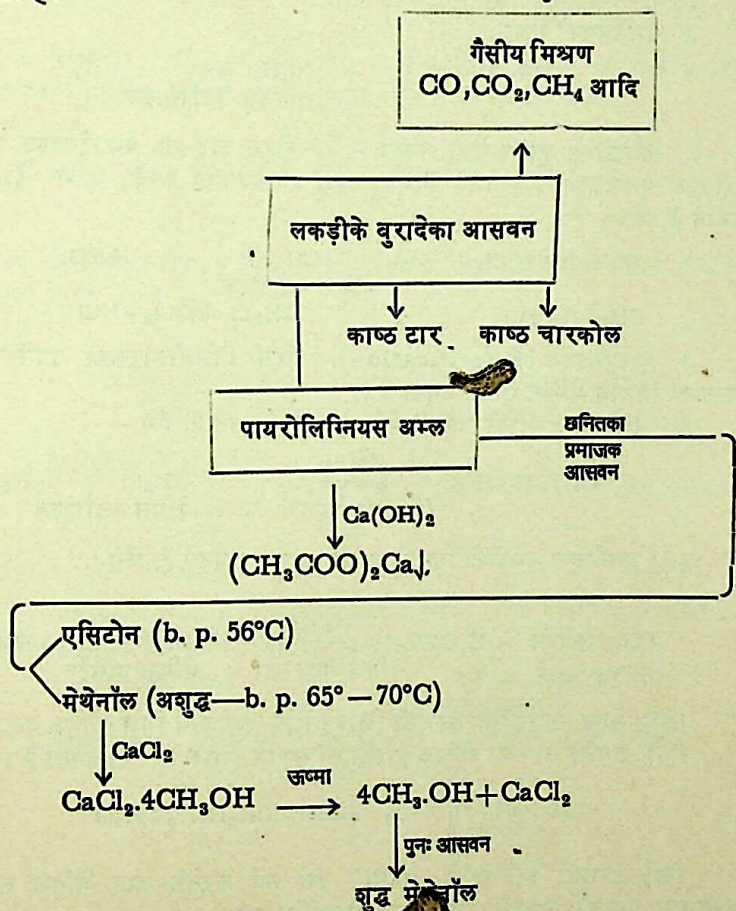 गैसीय मिश्रण
CO,CO₂,CH₄ आदि
लकड़ीके वुरादेका आसवन
काष्ठ टार काष्ठ चारकोल
पायरोलिग्नियस अम्ल
छनितका
प्रमाजक
आसवन
Ca(OH)₂
(CH₃COO)₂Ca↓.
एसिटोन (b. p. 56°C)
मेथेनॉल (अशुद्ध—b. p. 65°—70°C)
CaCl₂
CaCl₂.4CH₃OH ऊष्मा → 4CH₃.OH+CaCl₂
पुनः आसवन
शुद्ध